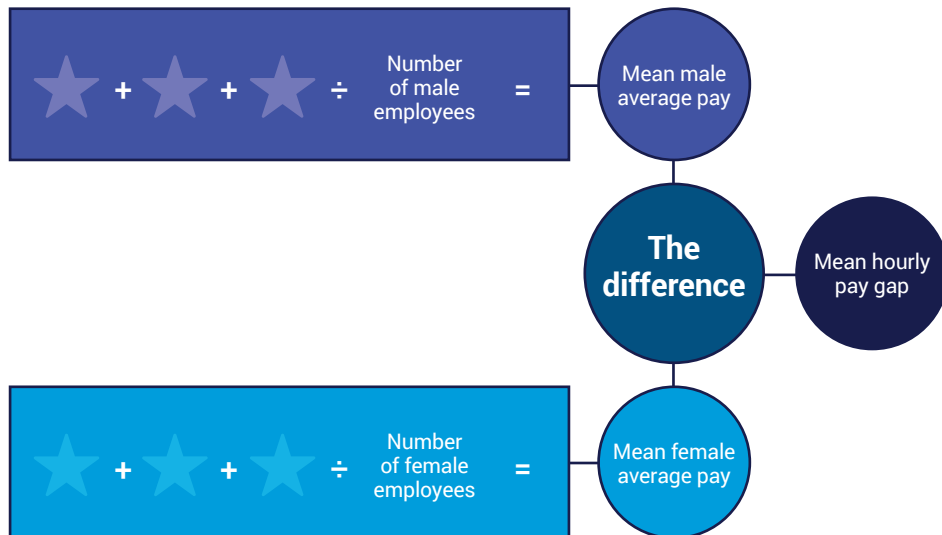 + + + ÷ Number
of male
employees =
Mean male
average pay
The
difference
Mean hourly
pay gap
+ + ÷ Number
of female
employees =
Mean female
average pay